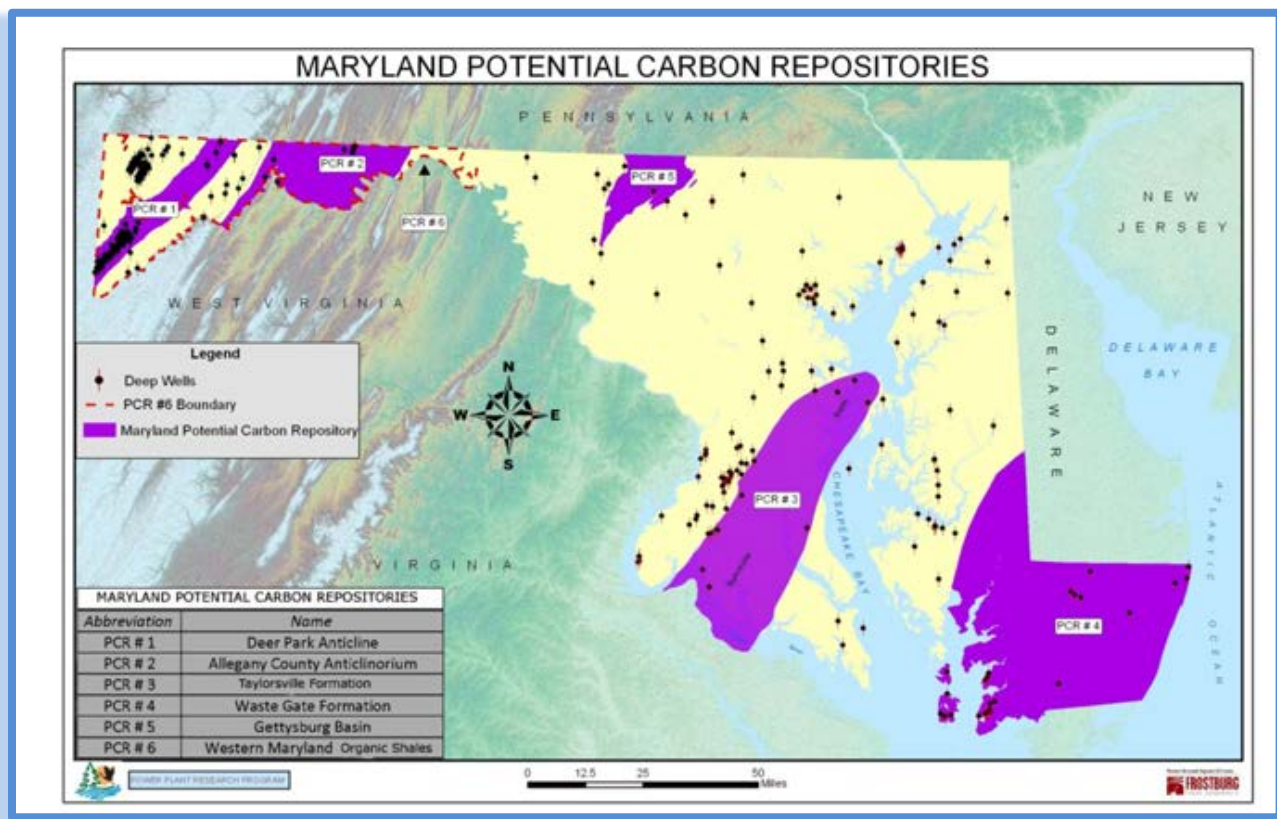 MARYLAND POTENTIAL CARBON REPOSITORIES
PENNSYLVANIA
PCR # 2
PCR # 5
PCR # 1
PCR # 6
NEW
JERSEY
WEST VIRGINIA
DELAWARE
DELAWARE
BAY
Legend
Deep Wells
PCR #6 Boundary
Maryland Potential Carbon Repository
N
W
E
S
PCR # 3
CHESAPEAKE BAY
ATLANTIC OCEAN
VIRGINIA
PCR # 4
MARYLAND POTENTIAL CARBON REPOSITORIES
Abbreviation Name
PCR # 1 Deer Park Anticline
PCR # 2 Allegany County Anticlinorium
PCR # 3 Taylorsville Formation
PCR # 4 Waste Gate Formation
PCR # 5 Gettysburg Basin
PCR # 6 Western Maryland Organic Shales
POWER PLANT RESEARCH PROGRAM
0 12.5 25 50
Miles
FROSTBURG